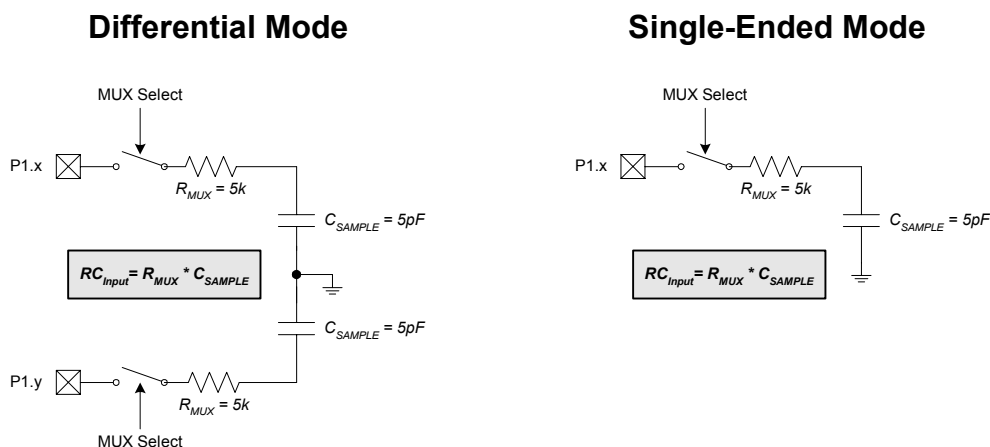 Differential Mode
MUX Select
P1.x
R_MUX = 5k
C_SAMPLE = 5pF
RC_Input = R_MUX * C_SAMPLE
C_SAMPLE = 5pF
P1.y
R_MUX = 5k
MUX Select
Single-Ended Mode
MUX Select
P1.x
R_MUX = 5k
C_SAMPLE = 5pF
RC_Input = R_MUX * C_SAMPLE